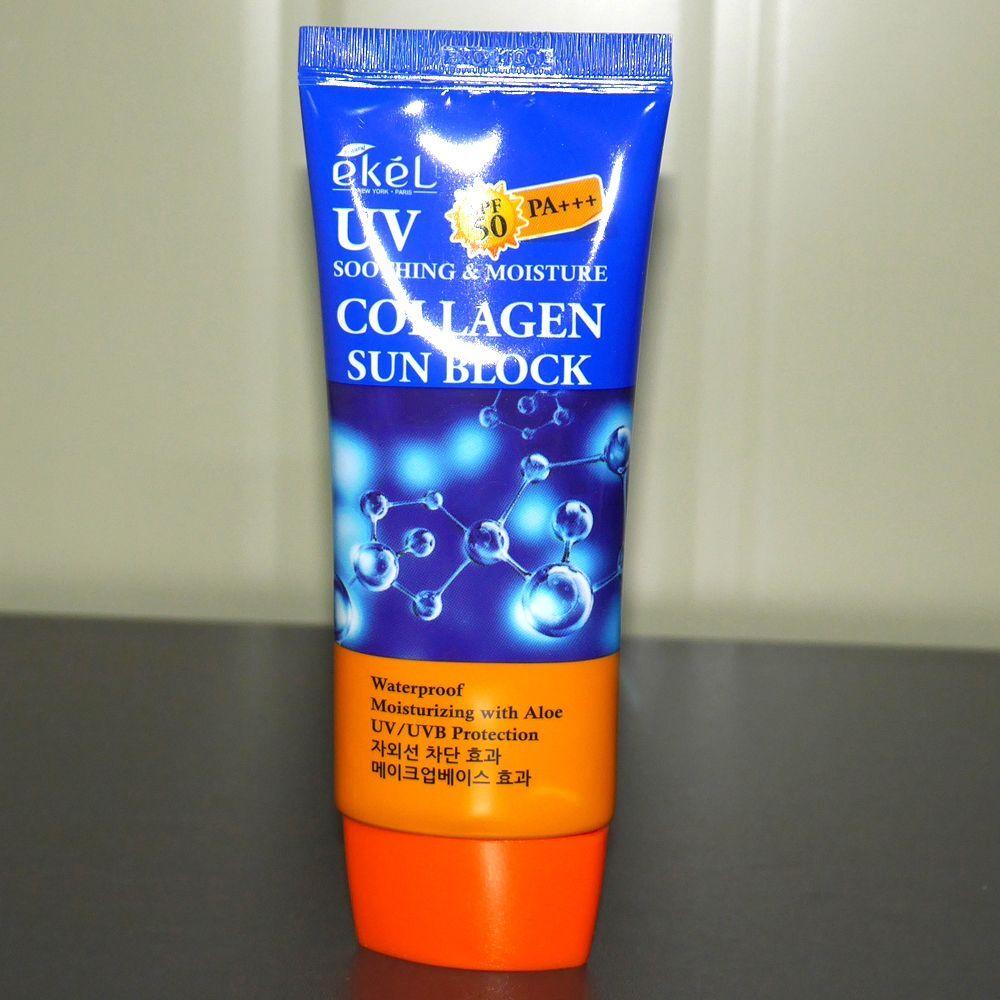 ekéL
NEW YORK • PARIS
UV
SPF 50
PA+++
SOOTHING & MOISTURE
COLLAGEN
SUN BLOCK
Waterproof
Moisturizing with Aloe
UV/UVB Protection
자외선 차단 효과
메이크업베이스 효과